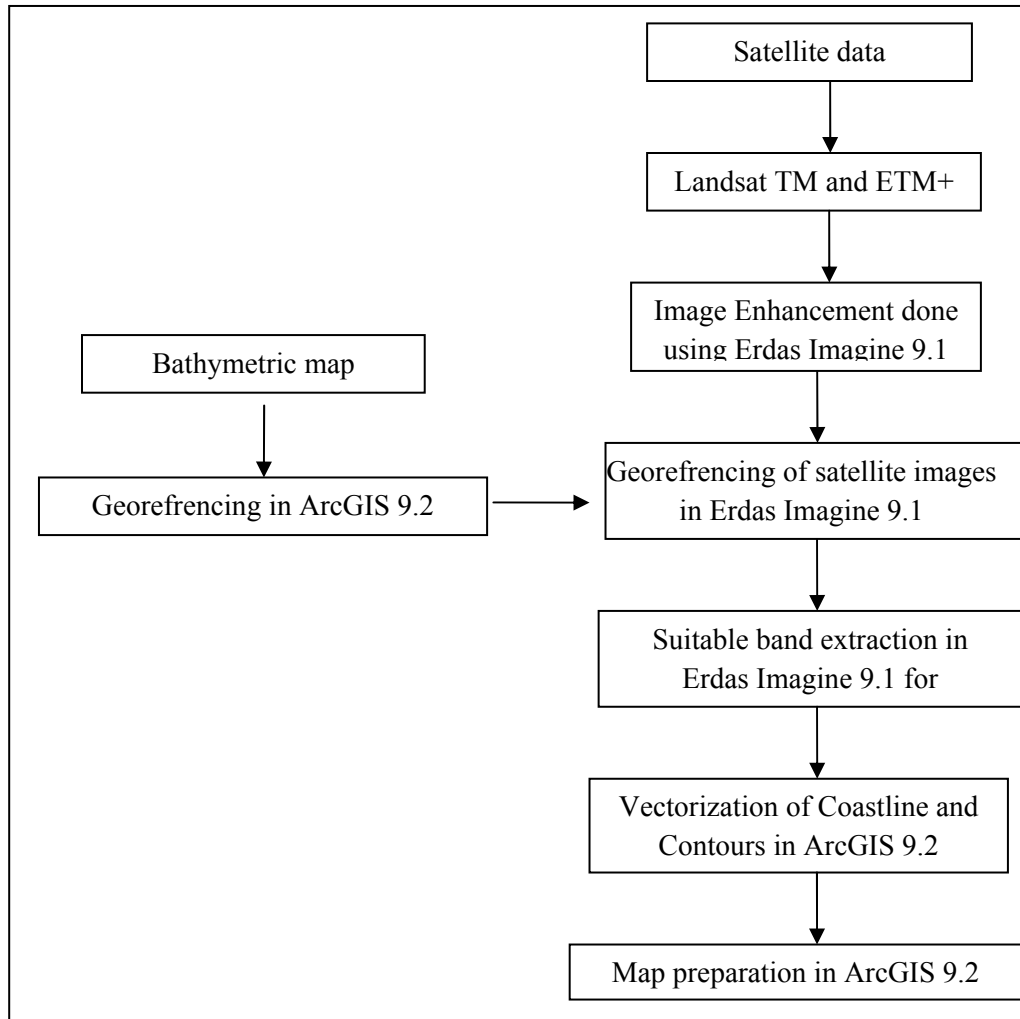 Satellite data
Landsat TM and ETM+
Image Enhancement done
using Erdas Imagine 9.1
Bathymetric map
Georefrencing in ArcGIS 9.2
Georefrencing of satellite images
in Erdas Imagine 9.1
Suitable band extraction in
Erdas Imagine 9.1 for
Vectorization of Coastline and
Contours in ArcGIS 9.2
Map preparation in ArcGIS 9.2